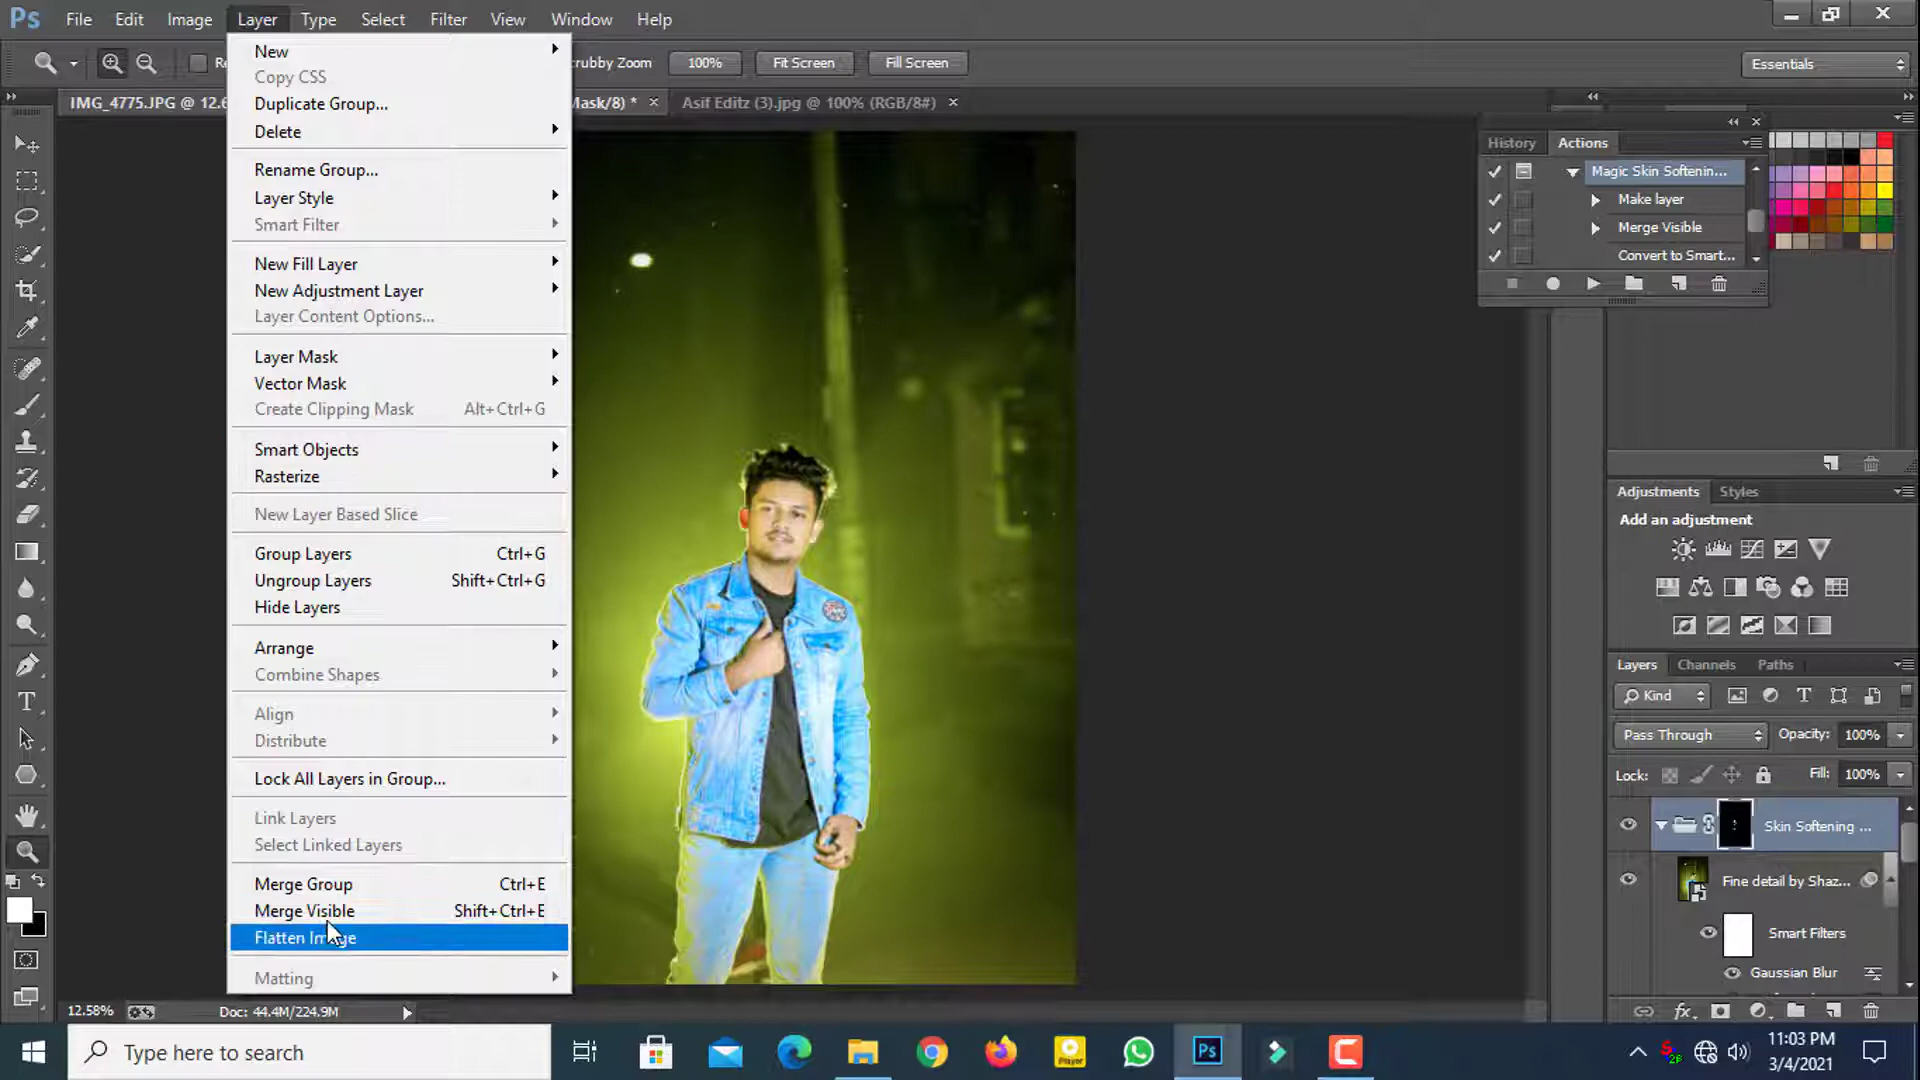 Ps File Edit Image Layer Type Select Filter View Window Help
Scrubby Zoom 100% Fit Screen Fill Screen Essentials
IMG_4775.JPG @ 12.6
Mask/8) *
Asif Editz (3).jpg @ 100% (RGB/8#)
New
Copy CSS
Duplicate Group...
Delete
Rename Group...
Layer Style
Smart Filter
New Fill Layer
New Adjustment Layer
Layer Content Options...
Layer Mask
Vector Mask
Create Clipping Mask Alt+Ctrl+G
Smart Objects
Rasterize
New Layer Based Slice
Group Layers Ctrl+G
Ungroup Layers Shift+Ctrl+G
Hide Layers
Arrange
Combine Shapes
Align
Distribute
Lock All Layers in Group...
Link Layers
Select Linked Layers
Merge Group Ctrl+E
Merge Visible Shift+Ctrl+E
Flatten Image
Matting
History Actions
Magic Skin Softenin...
Make layer
Merge Visible
Convert to Smart...
Adjustments Styles
Add an adjustment
Layers Channels Paths
Kind
Pass Through Opacity: 100%
Lock: Fill: 100%
Skin Softening ...
Fine detail by Shaz...
Smart Filters
Gaussian Blur
12.58% Doc: 44.4M/224.9M
Type here to search
Player
Ps
11:03 PM
3/4/2021